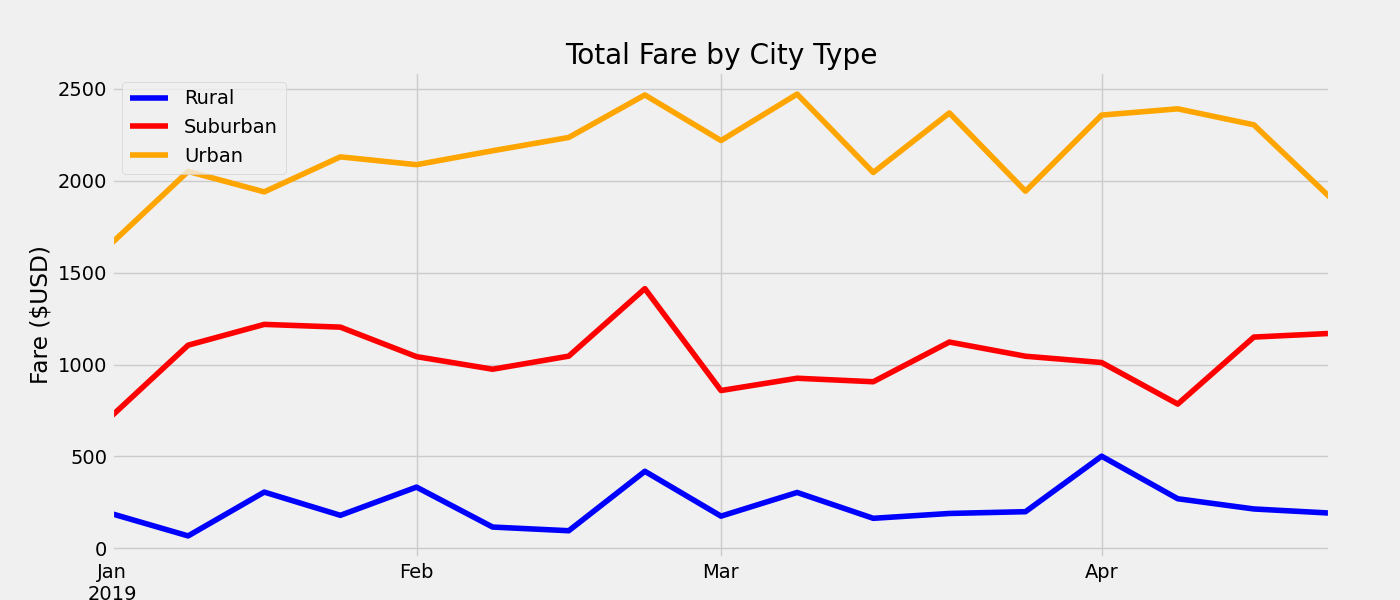 Total Fare by City Type
Rural
Suburban
Urban
Fare ($USD)
2500
2000
1500
1000
500
0
Jan
2019
Feb
Mar
Apr